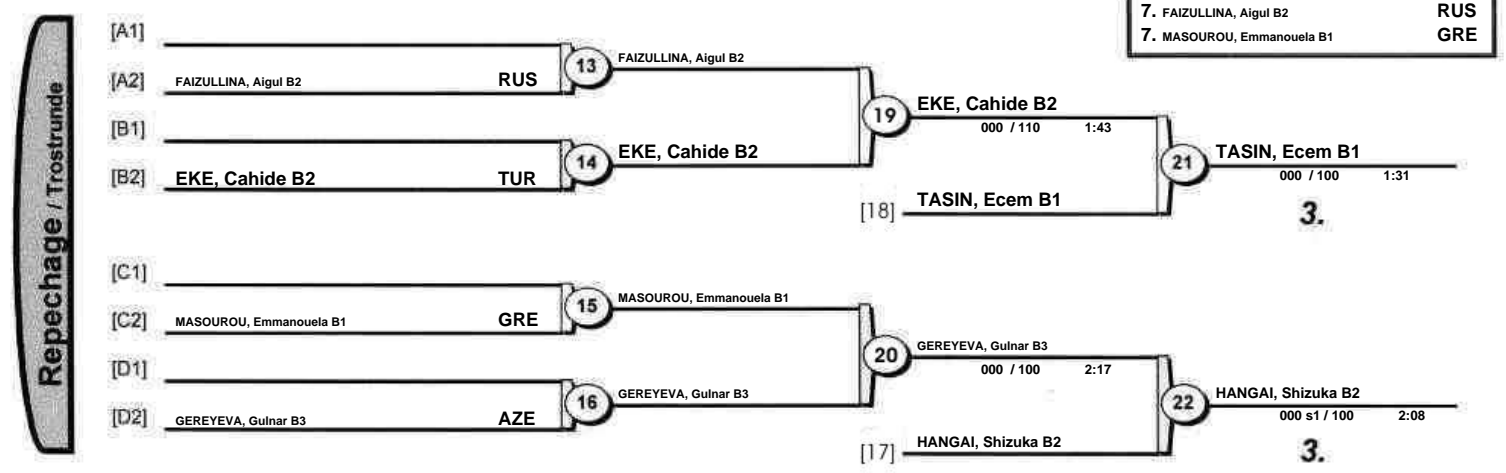 7. FAIZULLINA, Aigul B2 RUS
7. MASOUROU, Emmanouela B1 GRE
Repechage / Trostrunde
[A1]
[A2] FAIZULLINA, Aigul B2 RUS
13 FAIZULLINA, Aigul B2
[B1]
[B2] EKE, Cahide B2 TUR
14 EKE, Cahide B2
19 EKE, Cahide B2
000 / 110 1:43
[18] TASIN, Ecem B1
21 TASIN, Ecem B1
000 / 100 1:31
3.
[C1]
[C2] MASOUROU, Emmanouela B1 GRE
15 MASOUROU, Emmanouela B1
[D1]
[D2] GEREYEVA, Gulnar B3 AZE
16 GEREYEVA, Gulnar B3
20 GEREYEVA, Gulnar B3
000 / 100 2:17
[17] HANGAI, Shizuka B2
22 HANGAI, Shizuka B2
000 s1 / 100 2:08
3.